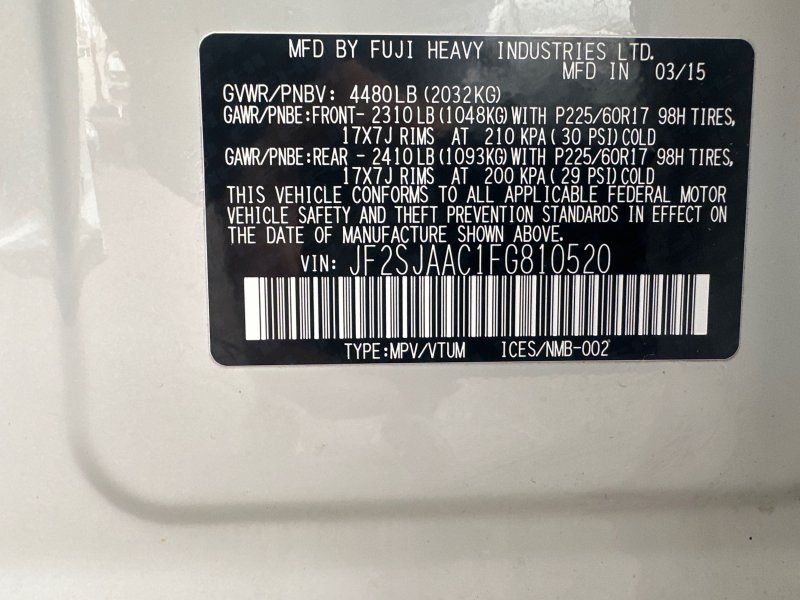 MFD BY FUJI HEAVY INDUSTRIES LTD.
MFD IN 03/15
GVWR/PNBV: 4480LB (2032KG)
GAWR/PNBE:FRONT- 2310 LB (1048KG) WITH P225/60R17 98H TIRES,
17X7J RIMS AT 210 KPA ( 30 PSI) COLD
GAWR/PNBE:REAR - 2410 LB (1093KG) WITH P225/60R17 98H TIRES,
17X7J RIMS AT 200 KPA ( 29 PSI) COLD
THIS VEHICLE CONFORMS TO ALL APPLICABLE FEDERAL MOTOR
VEHICLE SAFETY AND THEFT PREVENTION STANDARDS IN EFFECT ON
THE DATE OF MANUFACTURE SHOWN ABOVE.
VIN: JF2SJAAC1FG810520
TYPE:MPV/VTUM ICES/NMB-002